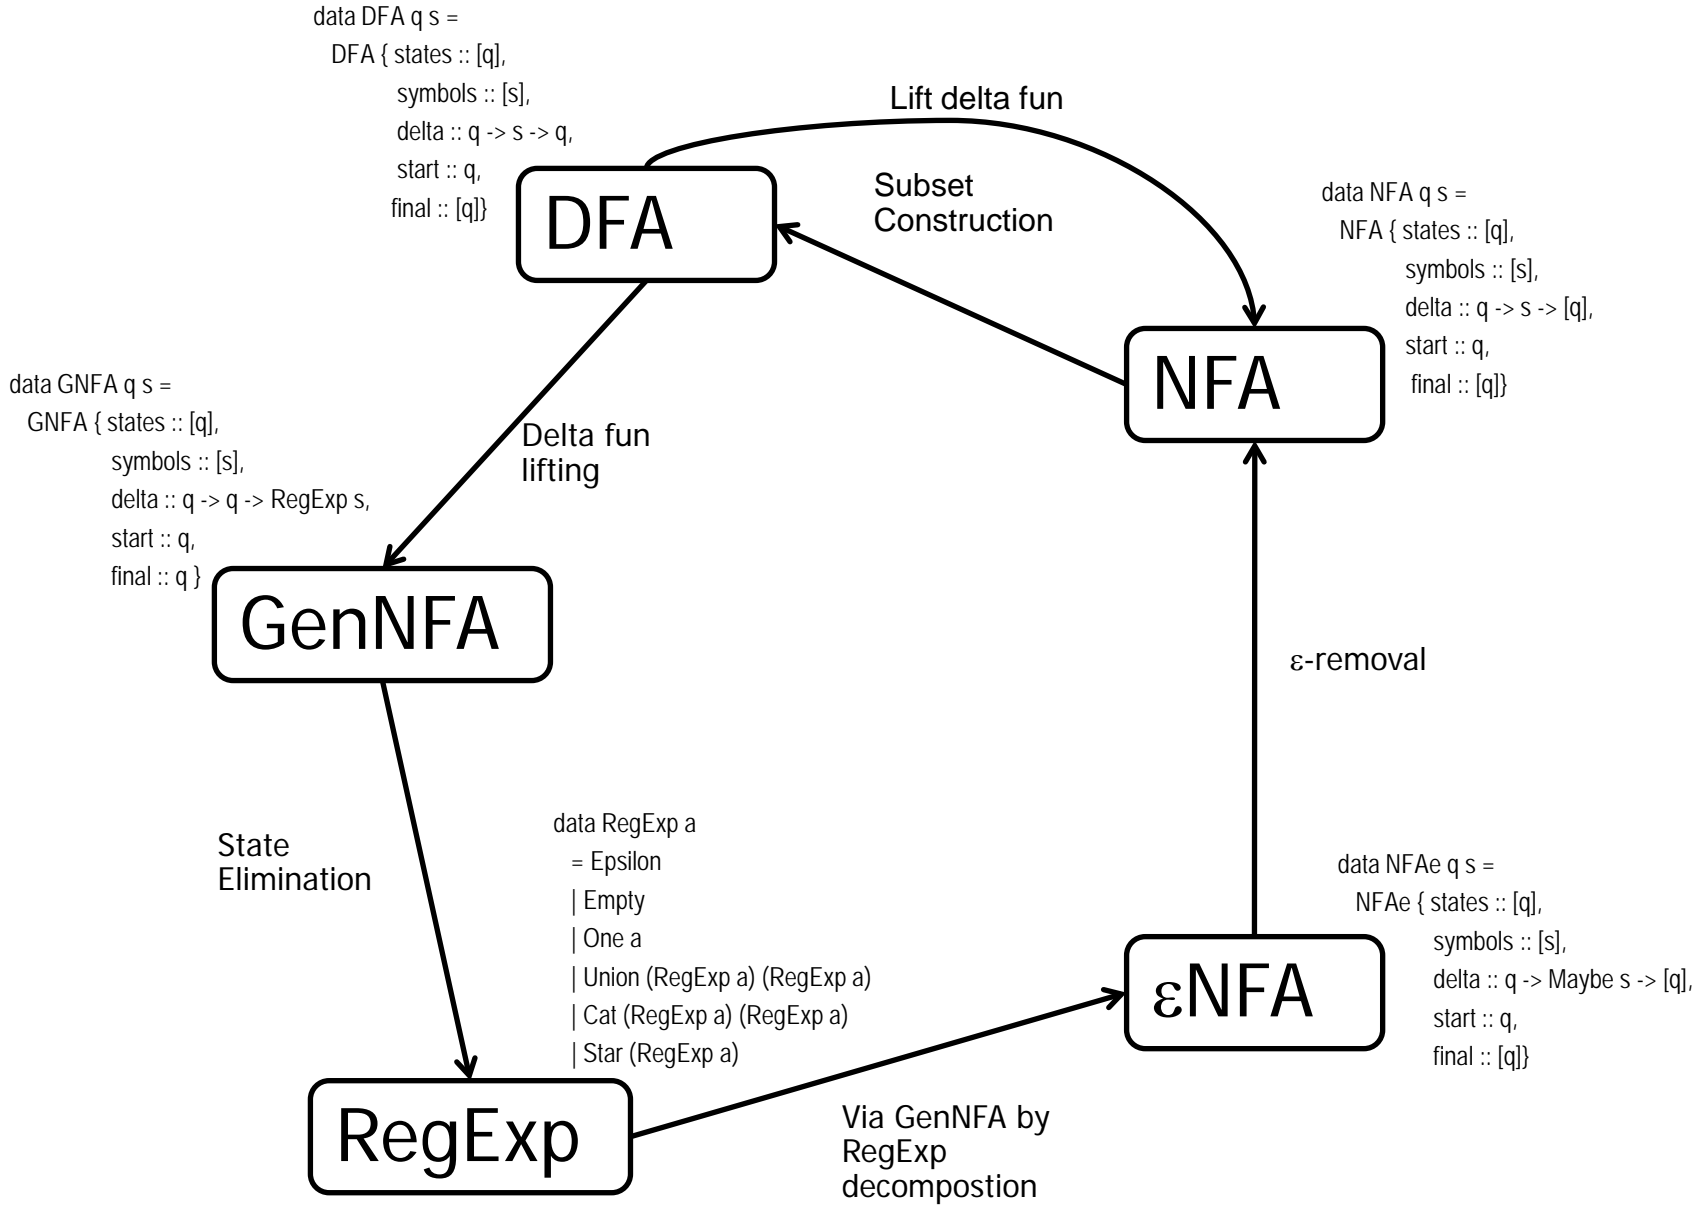 data DFA q s =
DFA { states :: [q],
symbols :: [s],
delta :: q -> s -> q,
start :: q,
final :: [q]}
Lift delta fun
DFA
Subset
Construction
data NFA q s =
NFA { states :: [q],
symbols :: [s],
delta :: q -> s -> [q],
start :: q,
final :: [q]}
NFA
data GNFA q s =
GNFA { states :: [q],
symbols :: [s],
delta :: q -> q -> RegExp s,
start :: q,
final :: q }
Delta fun
lifting
GenNFA
ε-removal
State
Elimination
data RegExp a
= Epsilon
| Empty
| One a
| Union (RegExp a) (RegExp a)
| Cat (RegExp a) (RegExp a)
| Star (RegExp a)
data NFAe q s =
NFAe { states :: [q],
symbols :: [s],
delta :: q -> Maybe s -> [q],
start :: q,
final :: [q]}
εNFA
RegExp
Via GenNFA by
RegExp
decompostion